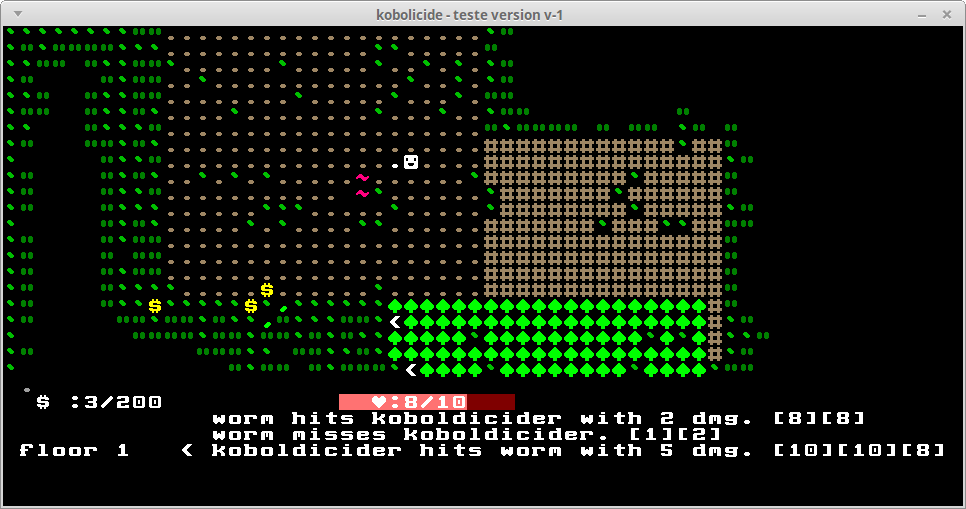 kobolicide - teste version v-1
$ :3/200 ♥:8/10
worm hits koboldicider with 2 dmg. [8][8]
worm misses koboldicider. [1][2]
floor 1 < koboldicider hits worm with 5 dmg. [10][10][8]